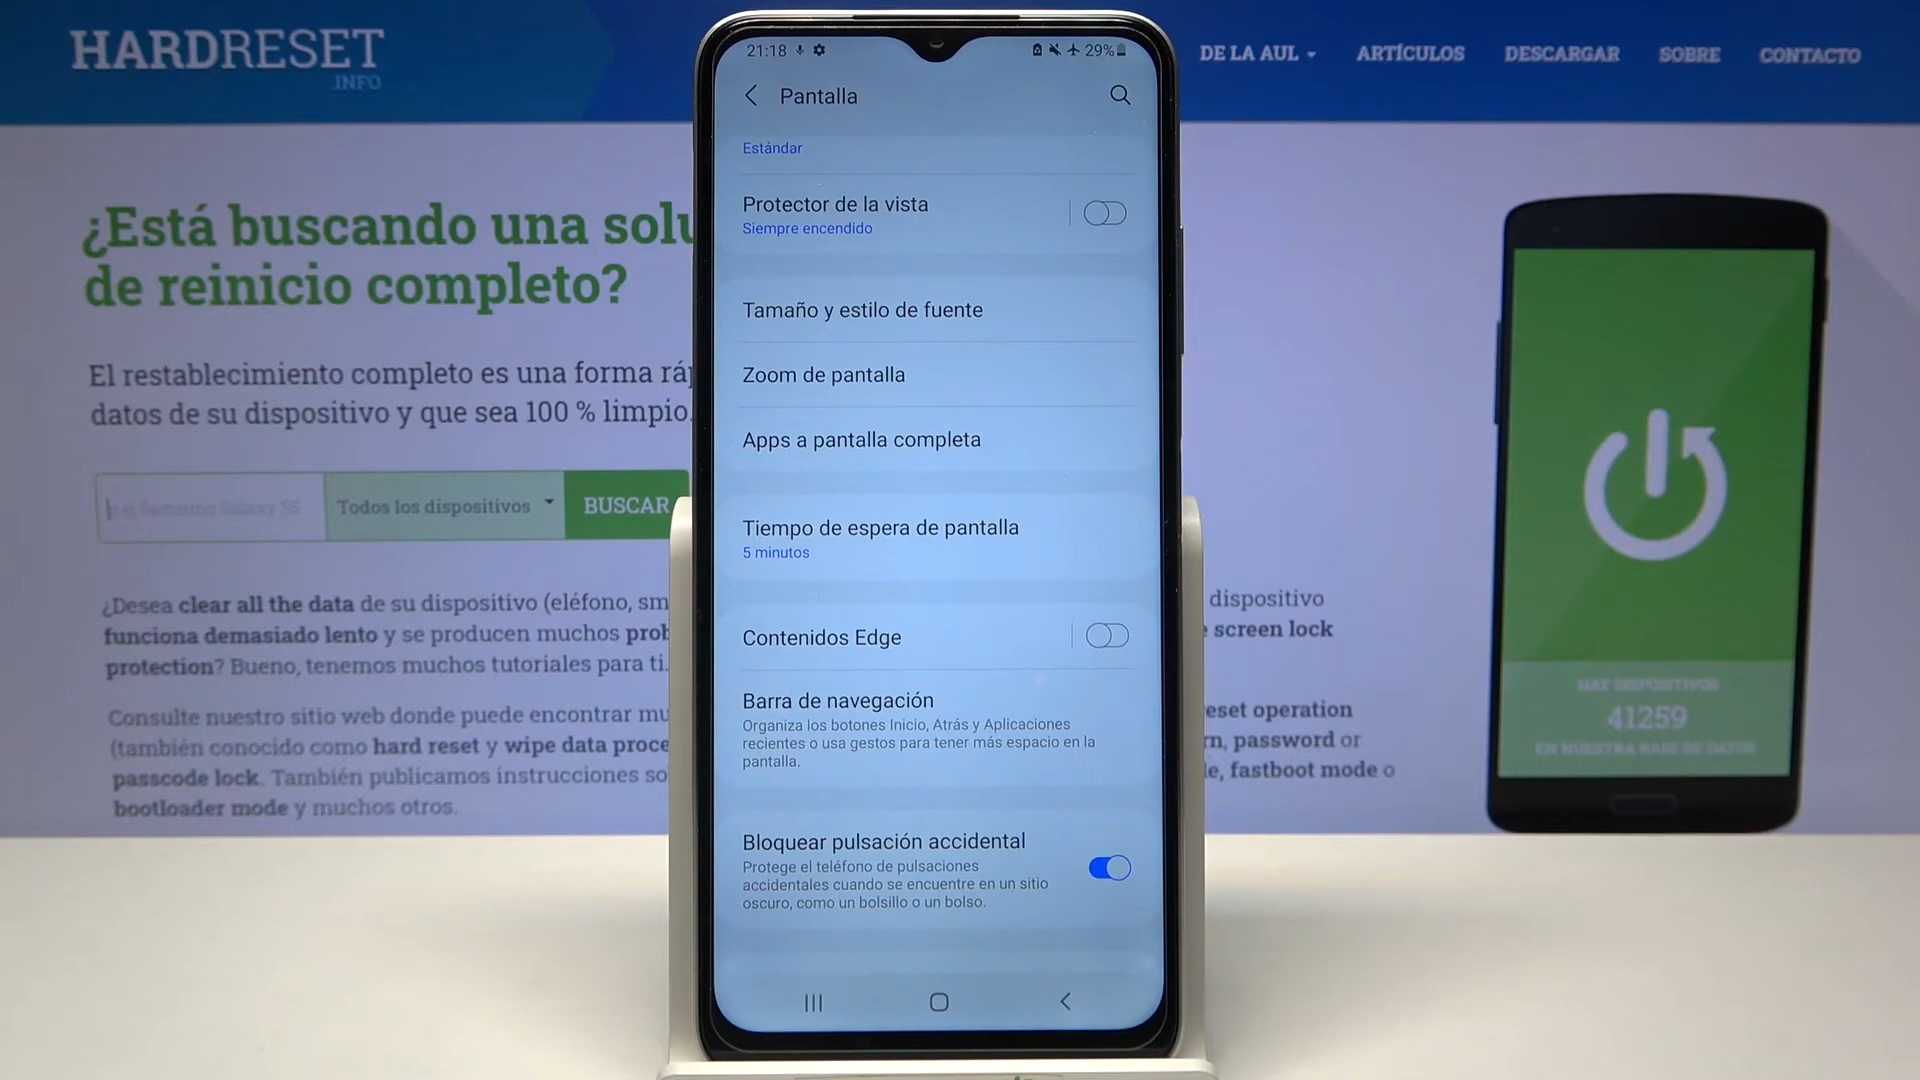 HARDRESET
.INFO
DE LA AUL
ARTÍCULOS
DESCARGAR
SOBRE
CONTACTO
¿Está buscando una solu
de reinicio completo?
El restablecimiento completo es una forma ráp
datos de su dispositivo y que sea 100 % limpio.
Todos los dispositivos
BUSCAR
¿Desea clear all the data de su dispositivo (eléfono, sm
funciona demasiado lento y se producen muchos prob
protection? Bueno, tenemos muchos tutoriales para ti.
Consulte nuestro sitio web donde puede encontrar mu
(también conocido como hard reset y wipe data proce
passcode lock. También publicamos instrucciones so
bootloader mode y muchos otros.
21:18
29%
Pantalla
Estándar
Protector de la vista
Siempre encendido
Tamaño y estilo de fuente
Zoom de pantalla
Apps a pantalla completa
Tiempo de espera de pantalla
5 minutos
Contenidos Edge
Barra de navegación
Organiza los botones Inicio, Atrás y Aplicaciones
recientes o usa gestos para tener más espacio en la
pantalla.
Bloquear pulsación accidental
Protege el teléfono de pulsaciones
accidentales cuando se encuentre en un sitio
oscuro, como un bolsillo o un bolso.
dispositivo
screen lock
eset operation
rn, password or
le, fastboot mode o
HAY DISPOSITIVOS
41259
EN NUESTRA BASE DE DATOS